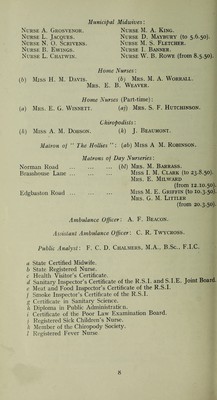 Municipal Midwives:
Nurse A. Grosvenor. Nurse M. A. King.
Nurse L. Jacques. Nurse D. Maybury (to 5.6.50).
Nurse N. O. Scrivens. Nurse M. S. Fletcher.
Nurse B. Ewings. Nurse I. Banner.
Nurse L. Chatwin. Nurse W. B. Rowe (from 8.5.50).
Home Nurses:
(b) Miss H. M. Davis. (b) Mrs. M. A. Worrall.
Mrs. E. B. Weaver.
Home Nurses (Part-time):
(a) Mrs. E. G. Winnett. (aj) Mrs. S. F. Hutchinson.
Chiropodists:
(k) Miss A. M. Dobson. (k) J. Beaumont.
Matron of "The Hollies": (ab) Miss A. M. Robinson.
Matrons of Day Nurseries:
Norman Road ... ... ... (bl) Mrs. M. Barrass.
Brasshouse Lane ... ... ... Miss I. M. Clark (to 23.8.50).
Mrs. E. Milward
(from 12.10.50).
Edgbaston Road ... ... ... Miss M. E. Griffin (to 10.3.50)
Mrs. G. M. Littler
(from 20.3.50).
Ambulance Officer: A. F. Beacon.
Assistant Ambulance Officer: C. R. Twycross.
Public Analyst: F. C. D. Chalmers, M.A., B.Sc., F.I.C.
a State Certified Midwife.
b State Registered Nurse.
c Health Visitor's Certificate.
d Sanitary Inspector's Certificate of the R.S.I. and S.I.E. Joint Board.
e Meat and Food Inspector's Certificate of the R.S.I.
f Smoke Inspector's Certificate of the R.S.I.
g Certificate in Sanitary Science.
h Diploma in Public Administration.
i Certificate of the Poor Law Examination Board.
j Registered Sick Children's Nurse.
k Member of the Chiropody Society.
l Registered Fever Nurse
8